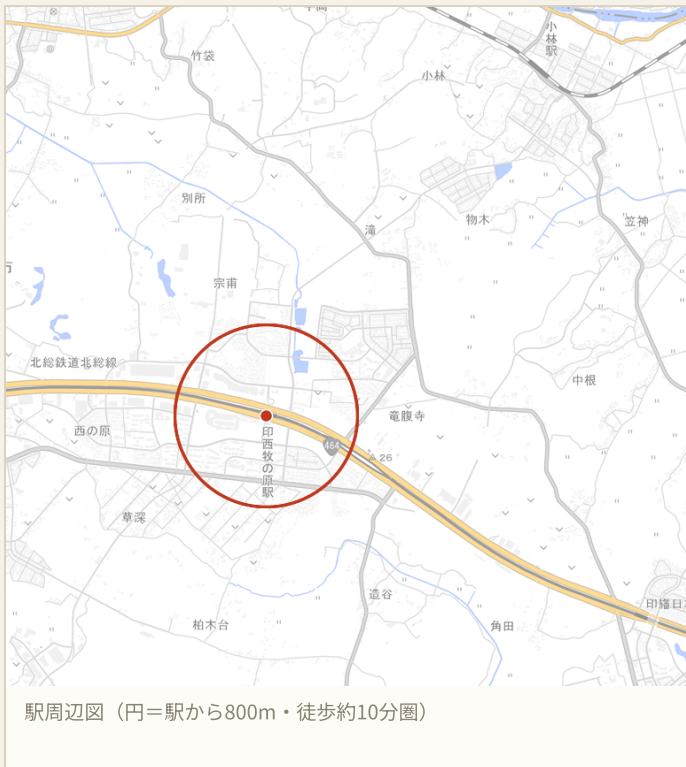 小林駅
竹袋
小林
別所
物木
笠神
滝
宗甫
北総鉄道北総線
中根
西の原
竜腹寺
印西牧の原駅
464
26
草深
造谷
印旛日
柏木台
角田
駅周辺図（円＝駅から800m・徒歩約10分圏）